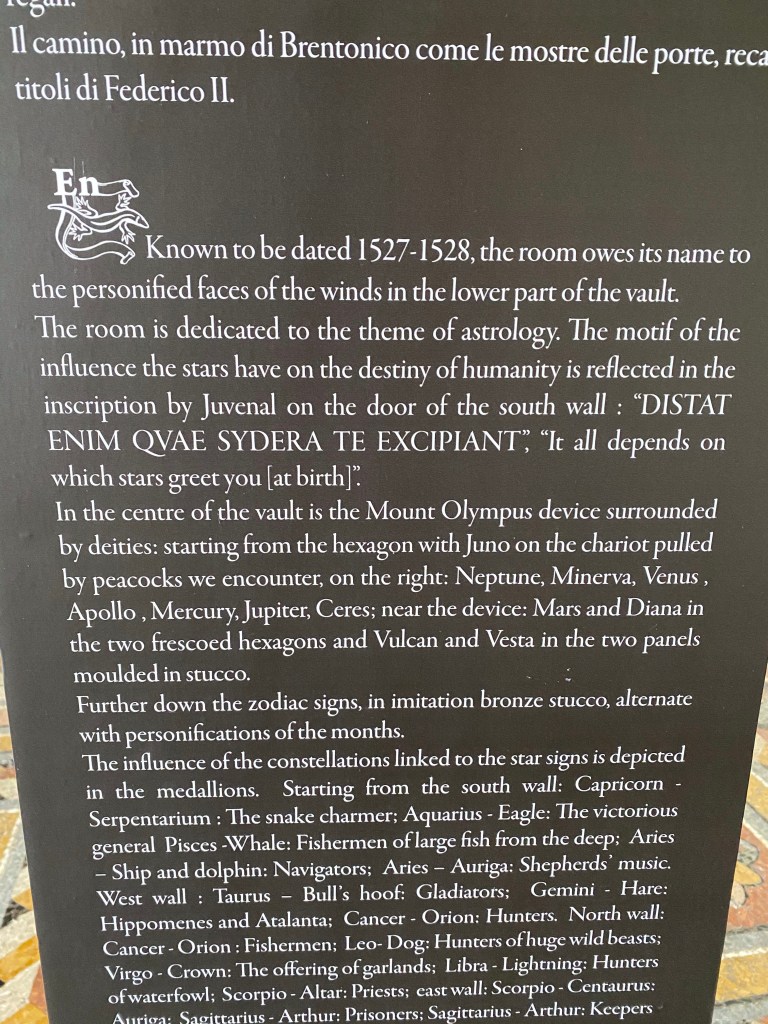 regali.
Il camino, in marmo di Brentonico come le mostre delle porte, reca
titoli di Federico II.
En
Known to be dated 1527-1528, the room owes its name to
the personified faces of the winds in the lower part of the vault.
The room is dedicated to the theme of astrology. The motif of the
influence the stars have on the destiny of humanity is reflected in the
inscription by Juvenal on the door of the south wall : “DISTAT
ENIM QVAE SYDERA TE EXCIPIANT”, “It all depends on
which stars greet you [at birth]”.
In the centre of the vault is the Mount Olympus device surrounded
by deities: starting from the hexagon with Juno on the chariot pulled
by peacocks we encounter, on the right: Neptune, Minerva, Venus ,
Apollo , Mercury, Jupiter, Ceres; near the device: Mars and Diana in
the two frescoed hexagons and Vulcan and Vesta in the two panels
moulded in stucco.
Further down the zodiac signs, in imitation bronze stucco, alternate
with personifications of the months.
The influence of the constellations linked to the star signs is depicted
in the medallions. Starting from the south wall: Capricorn -
Serpentarium : The snake charmer; Aquarius - Eagle: The victorious
general Pisces -Whale: Fishermen of large fish from the deep; Aries
– Ship and dolphin: Navigators; Aries – Auriga: Shepherds’ music.
West wall : Taurus – Bull’s hoof: Gladiators; Gemini - Hare:
Hippomenes and Atalanta; Cancer - Orion: Hunters. North wall:
Cancer - Orion : Fishermen; Leo- Dog: Hunters of huge wild beasts;
Virgo - Crown: The offering of garlands; Libra - Lightning: Hunters
of waterfowl; Scorpio - Altar: Priests; east wall: Scorpio - Centaurus:
Auriga; Sagittarius - Arthur: Prisoners; Sagittarius - Arthur: Keepers